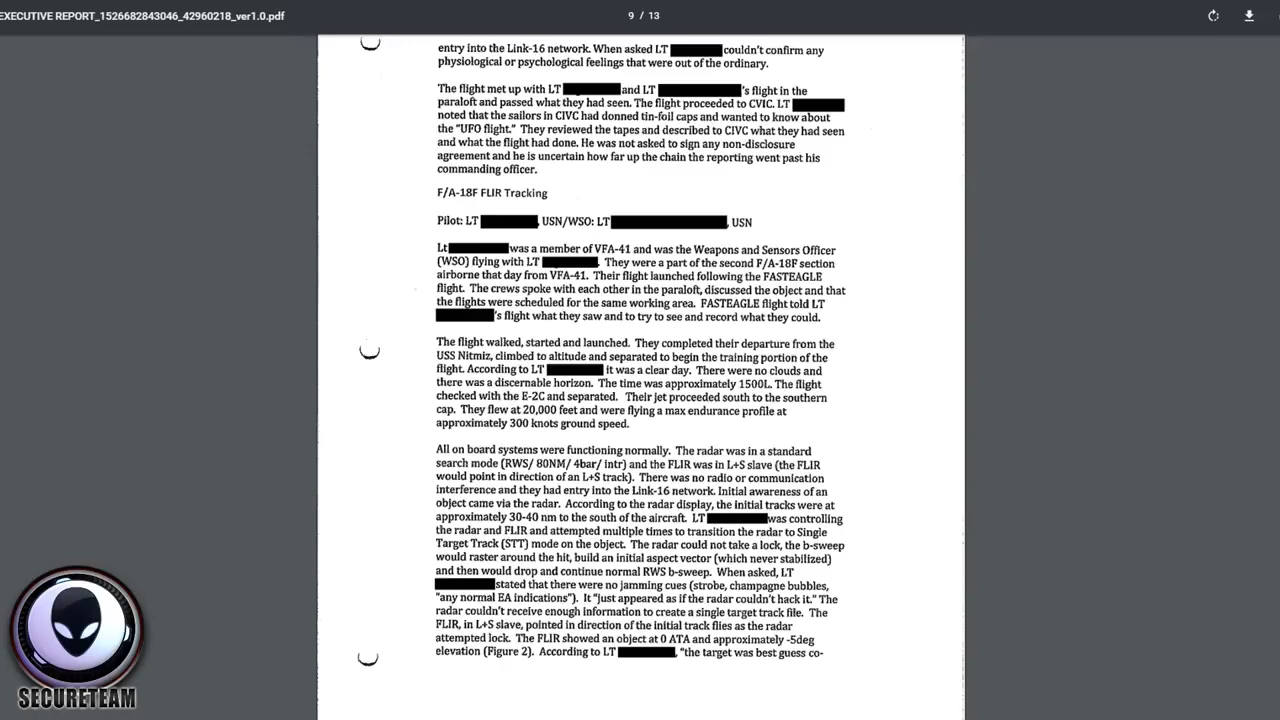 EXECUTIVE REPORT_1526682843046_42960218_ver1.0.pdf
9 / 13
entry into the Link-16 network. When asked LT couldn't confirm any
physiological or psychological feelings that were out of the ordinary.
The flight met up with LT and LT 's flight in the
paraloft and passed what they had seen. The flight proceeded to CVIC. LT
noted that the sailors in CIVC had donned tin-foil caps and wanted to know about
the "UFO flight." They reviewed the tapes and described to CIVC what they had seen
and what the flight had done. He was not asked to sign any non-disclosure
agreement and he is uncertain how far up the chain the reporting went past his
commanding officer.
F/A-18F FLIR Tracking
Pilot: LT , USN/WSO: LT , USN
Lt was a member of VFA-41 and was the Weapons and Sensors Officer
(WSO) flying with LT . They were a part of the second F/A-18F section
airborne that day from VFA-41. Their flight launched following the FASTEAGLE
flight. The crews spoke with each other in the paraloft, discussed the object and that
the flights were scheduled for the same working area. FASTEAGLE flight told LT
's flight what they saw and to try to see and record what they could.
The flight walked, started and launched. They completed their departure from the
USS Nitmiz, climbed to altitude and separated to begin the training portion of the
flight. According to LT it was a clear day. There were no clouds and
there was a discernable horizon. The time was approximately 1500L. The flight
checked with the E-2C and separated. Their jet proceeded south to the southern
cap. They flew at 20,000 feet and were flying a max endurance profile at
approximately 300 knots ground speed.
All on board systems were functioning normally. The radar was in a standard
search mode (RWS/ 80NM/ 4bar/ intr) and the FLIR was in L+S slave (the FLIR
would point in direction of an L+S track). There was no radio or communication
interference and they had entry into the Link-16 network. Initial awareness of an
object came via the radar. According to the radar display, the initial tracks were at
approximately 30-40 nm to the south of the aircraft. LT was controlling
the radar and FLIR and attempted multiple times to transition the radar to Single
Target Track (STT) mode on the object. The radar could not take a lock, the b-sweep
would raster around the hit, build an initial aspect vector (which never stabilized)
and then would drop and continue normal RWS b-sweep. When asked, LT
stated that there were no jamming cues (strobe, champagne bubbles,
"any normal EA indications"). It "just appeared as if the radar couldn't hack it." The
radar couldn't receive enough information to create a single target track file. The
FLIR, in L+S slave, pointed in direction of the initial track flies as the radar
attempted lock. The FLIR showed an object at 0 ATA and approximately -5deg
elevation (Figure 2). According to LT , "the target was best guess co-
SECURETEAM